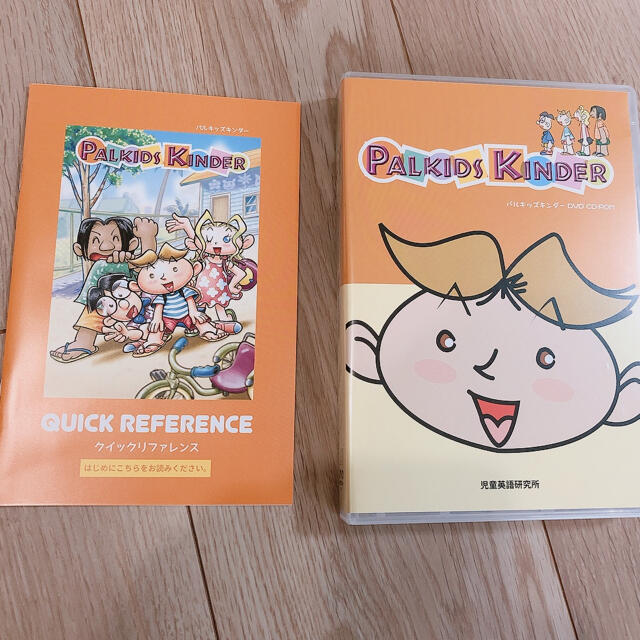 パルキッズキンダー
PALKIDS KINDER
QUICK REFERENCE
クイックリファレンス
はじめにこちらをお読みください。
PALKIDS KINDER
パルキッズキンダー DVD CD-ROM
児童英語研究所